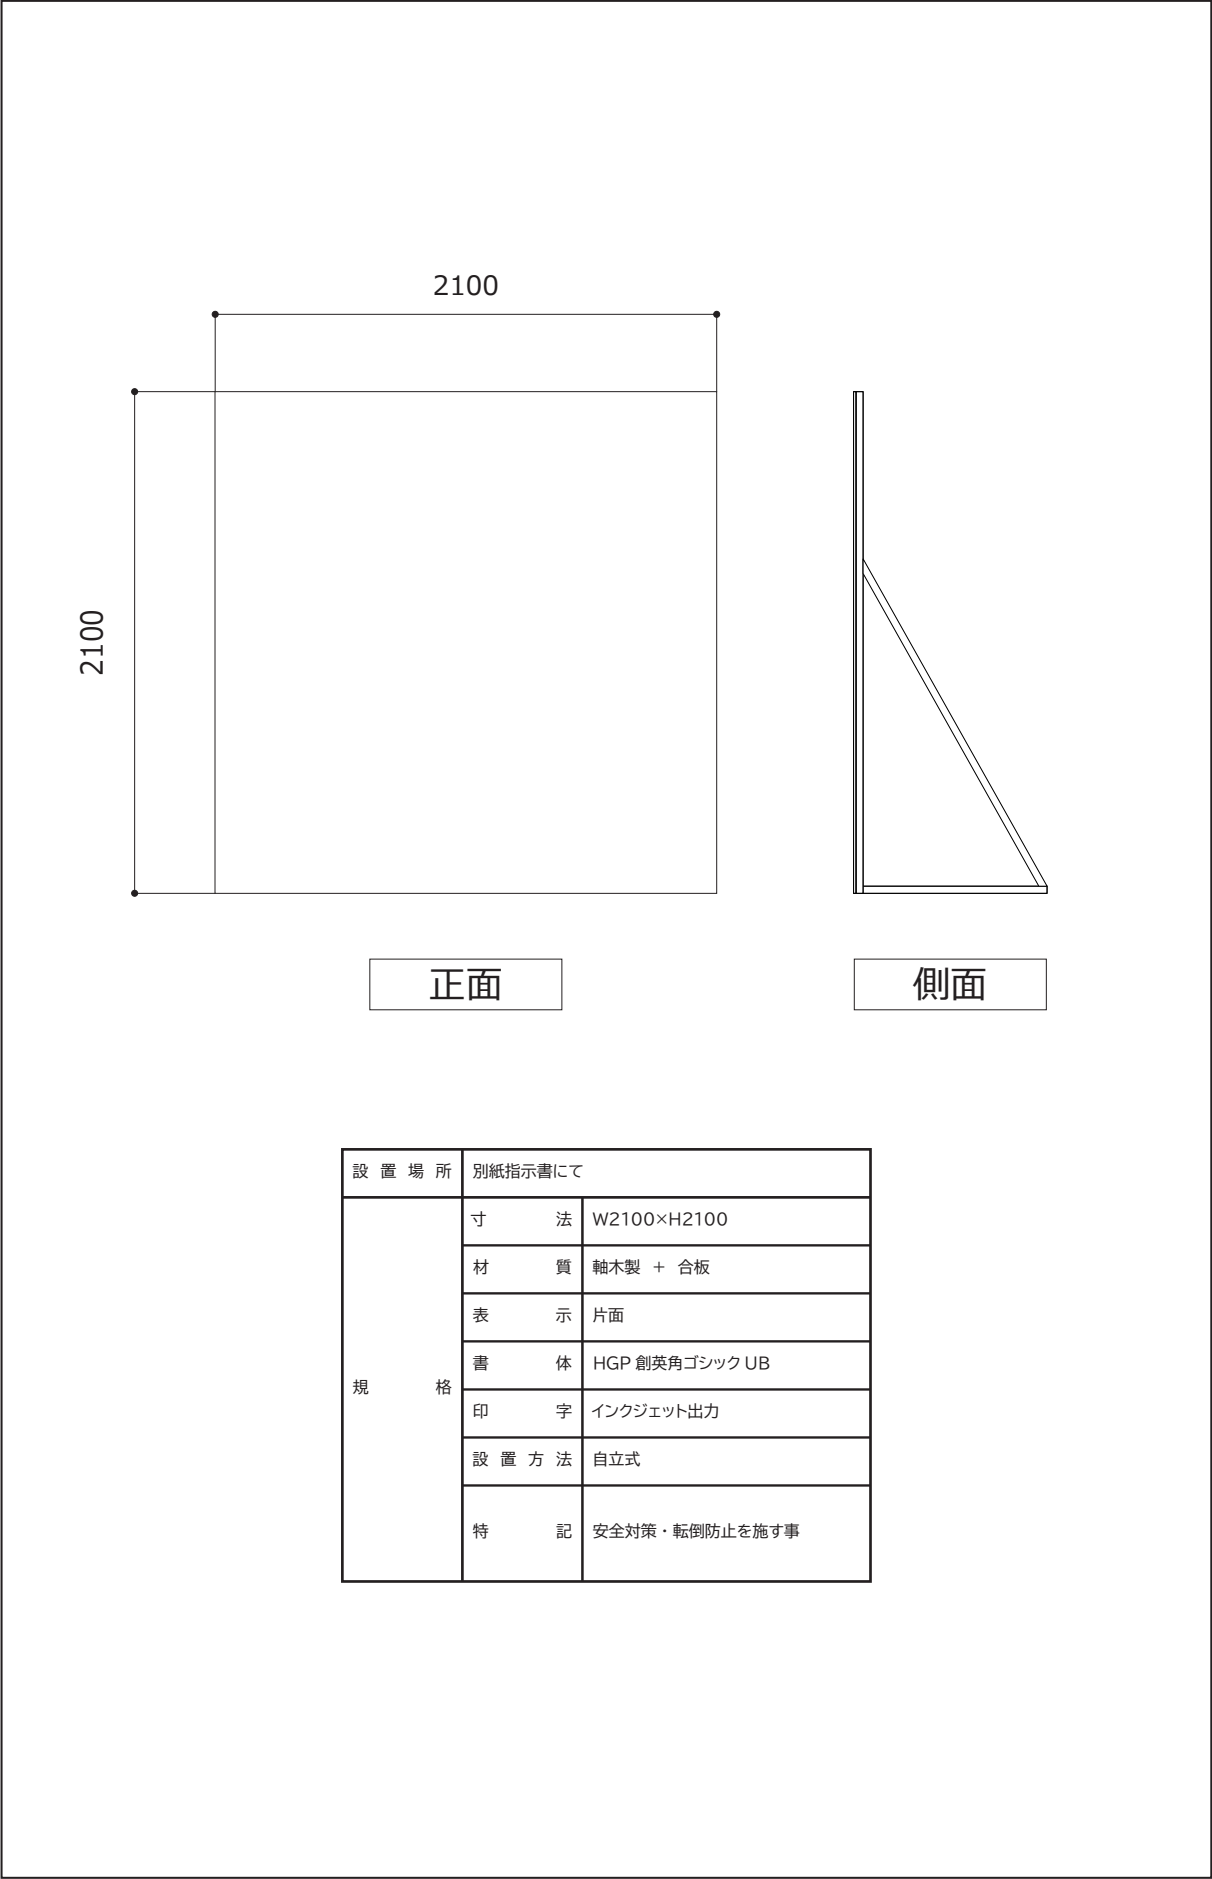 2100
2100
正面
側面
設置場所 別紙指示書にて
規格
寸法 W2100×H2100
材質 軸木製 + 合板
表示 片面
書体 HGP 創英角ゴシック UB
印字 インクジェット出力
設置方法 自立式
特記 安全対策・転倒防止を施す事